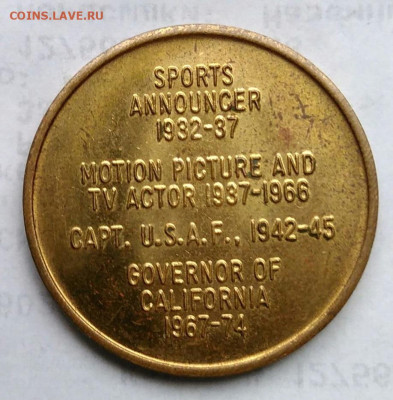 COINS.LAVE.RU
SPORTS
ANNOUNCER
1932-37
MOTION PICTURE AND
TV ACTOR 1937-1966
CAPT. U.S.A.F., 1942-45
GOVERNOR OF
CALIFORNIA
1967-74
12756